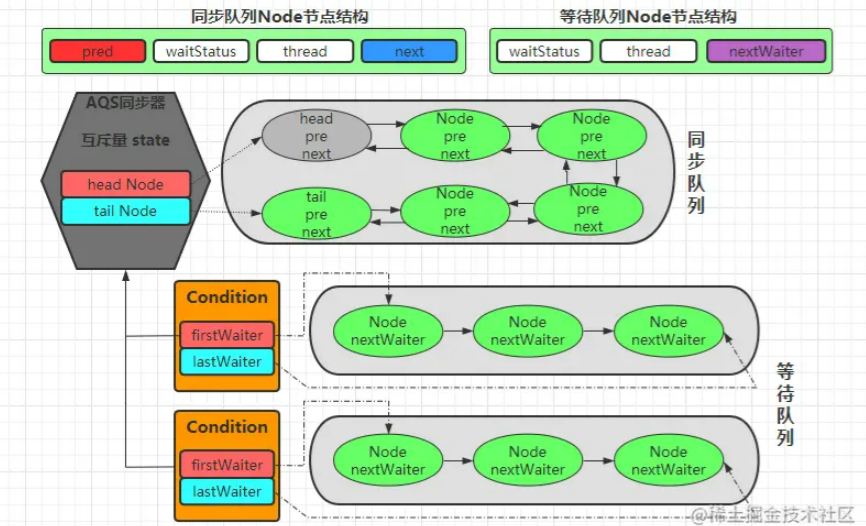 同步队列Node节点结构
等待队列Node节点结构
pred
waitStatus
thread
next
waitStatus
thread
nextWaiter
AQS同步器
互斥量 state
head Node
tail Node
head
pre
next
Node
pre
next
Node
pre
next
tail
pre
next
Node
pre
next
Node
pre
next
同步队列
Condition
firstWaiter
lastWaiter
Node
nextWaiter
Node
nextWaiter
Node
nextWaiter
等待队列
Condition
firstWaiter
lastWaiter
Node
nextWaiter
Node
nextWaiter
Node
nextWaiter
@稀土掘金技术社区